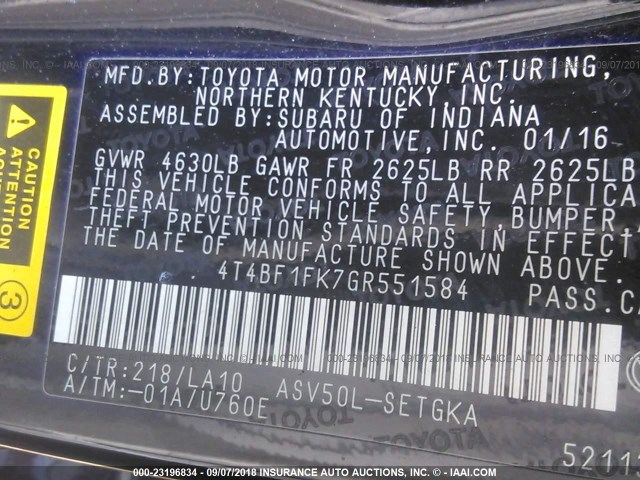 MFD.BY:TOYOTA MOTOR MANUFACTURING,
NORTHERN KENTUCKY,INC.
ASSEMBLED BY:SUBARU OF INDIANA
AUTOMOTIVE,INC. 01/16
GVWR 4630LB GAWR FR 2625LB RR 2625LB
THIS VEHICLE CONFORMS TO ALL APPLICA
FEDERAL MOTOR VEHICLE SAFETY,BUMPER,
THEFT PREVENTION STANDARDS IN EFFECT
THE DATE OF MANUFACTURE SHOWN ABOVE.
4T4BF1FK7GR551584 PASS.CA
C/TR:218/LA10 ASV50L-SETGKA
A/TM:-01A/U760E
52113
CAUTION
3
000-23196834 - 09/07/2018 INSURANCE AUTO AUCTIONS, INC. - IAAI.COM